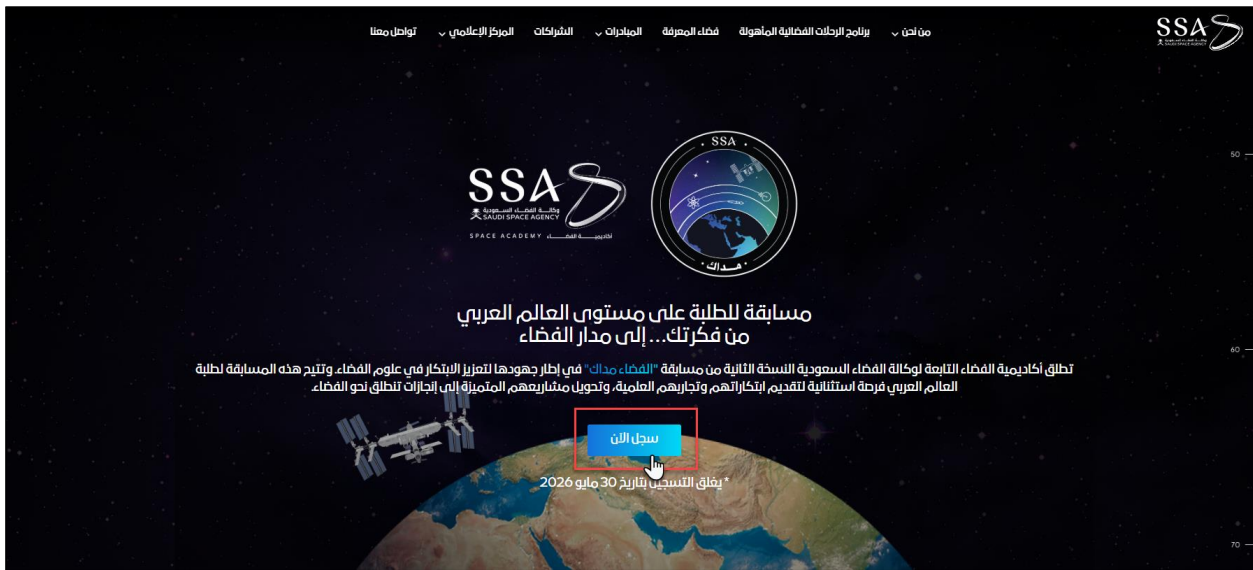 SSA
وكالة الفضاء السعودية
SAUDI SPACE AGENCY
من نحن
برنامج الرحلات الفضائية المأهولة
فضاء المعرفة
المبادرات
الشراكات
المركز الإعلامي
تواصل معنا
SSA
مداك
SSA
وكالة الفضاء السعودية
SAUDI SPACE AGENCY
أكاديمية الفضاء SPACE ACADEMY
50
مسابقة للطلبة على مستوى العالم العربي
من فكرتك... إلى مدار الفضاء
60
تطلق أكاديمية الفضاء التابعة لوكالة الفضاء السعودية النسخة الثانية من مسابقة "الفضاء مداك" في إطار جهودها لتعزيز الابتكار في علوم الفضاء. وتتيح هذه المسابقة لطلبة
العالم العربي فرصة استثنائية لتقديم ابتكاراتهم وتجاربهم العلمية، وتحويل مشاريعهم المتميزة إلى إنجازات تنطلق نحو الفضاء.
سجل الآن
* يغلق التسجيل بتاريخ 30 مايو 2026
70